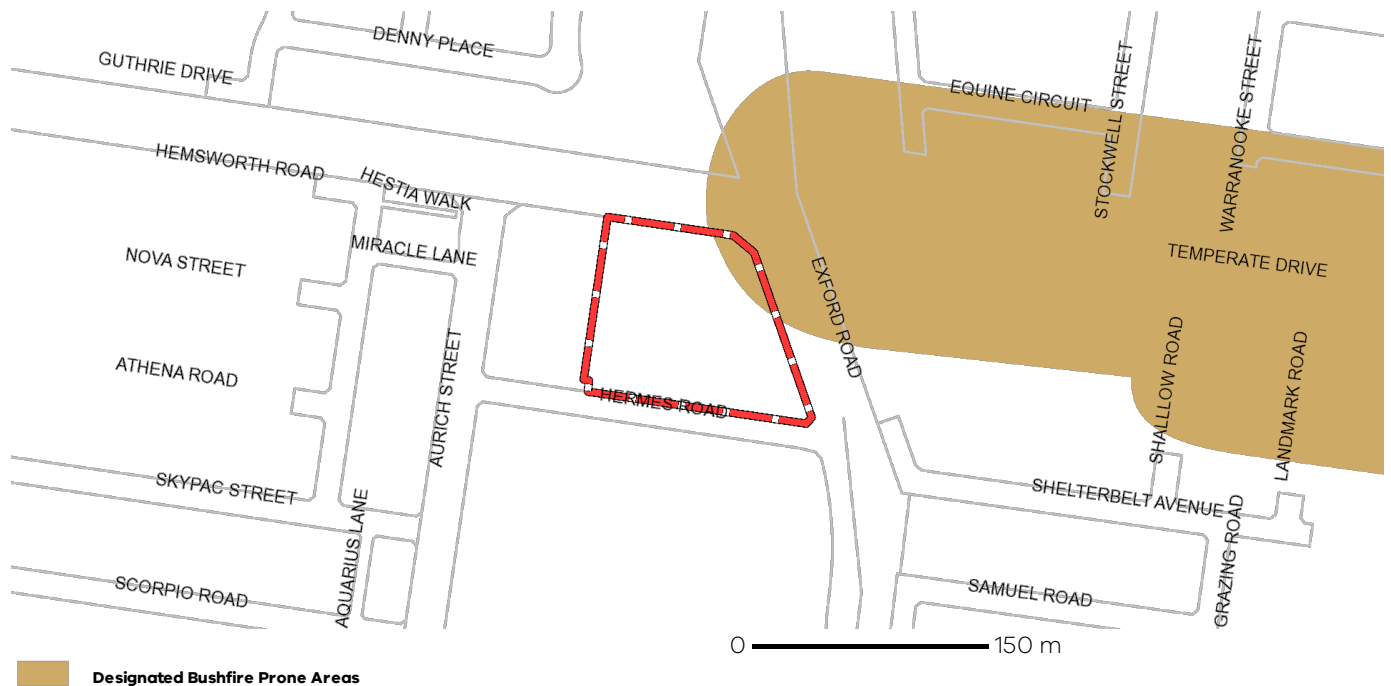 DENNY PLACE
GUTHRIE DRIVE
EQUINE CIRCUIT
STOCKWELL STREET
WARRANOOKE STREET
HEMSWORTH ROAD
HESTIA WALK
MIRACLE LANE
NOVA STREET
TEMPERATE DRIVE
EXFORD ROAD
ATHENA ROAD
AURICH STREET
HERMES ROAD
SHALLLOW ROAD
LANDMARK ROAD
SKYPAC STREET
SHELTERBELT AVENUE
AQUARIUS LANE
GRAZING ROAD
SCORPIO ROAD
SAMUEL ROAD
0 150 m
Designated Bushfire Prone Areas